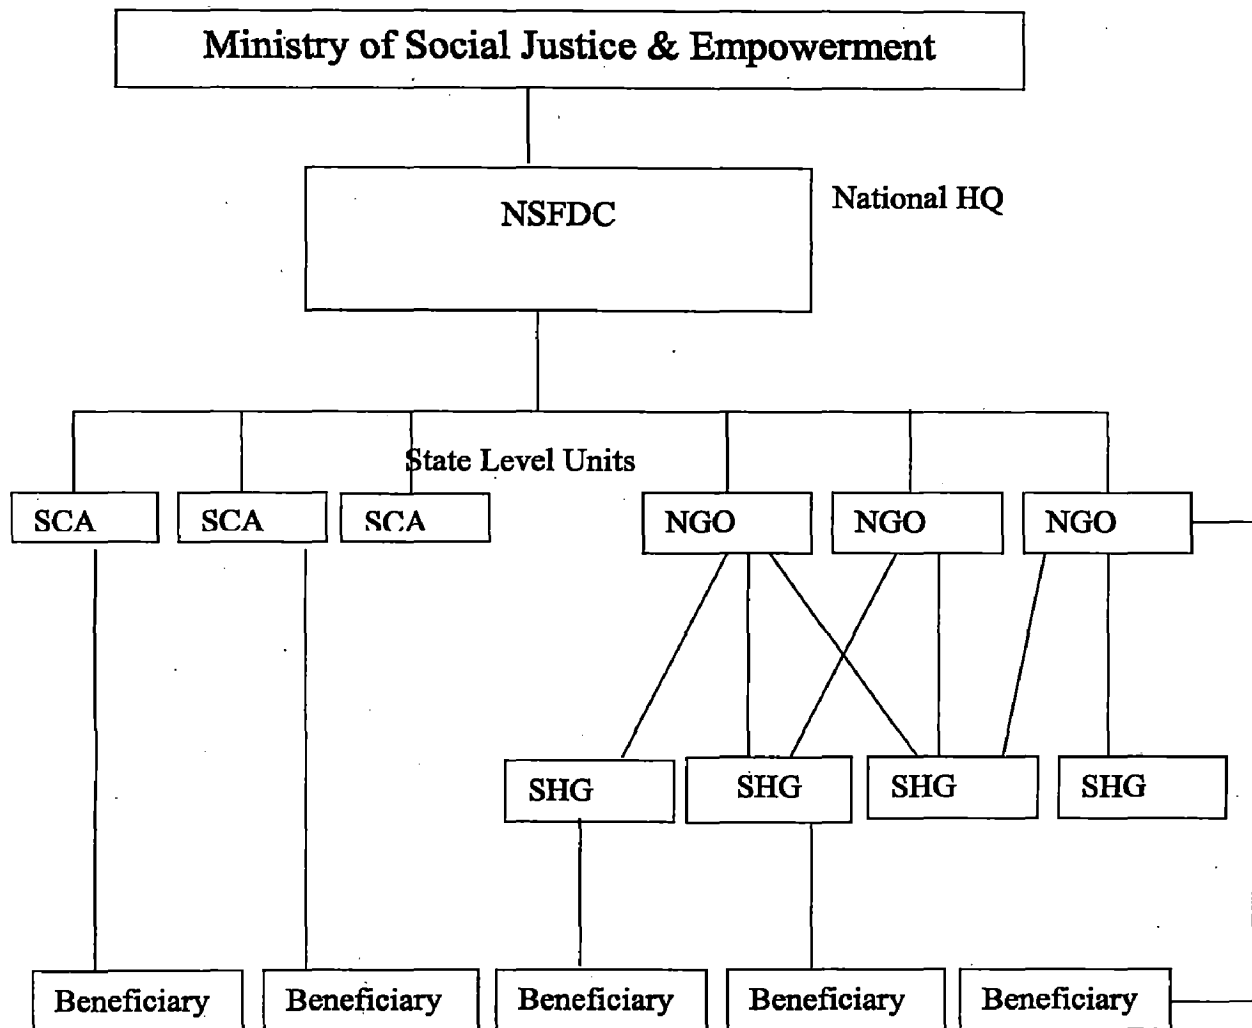 Ministry of Social Justice & Empowerment
NSFDC
National HQ
State Level Units
SCA
SCA
SCA
NGO
NGO
NGO
SHG
SHG
SHG
SHG
Beneficiary
Beneficiary
Beneficiary
Beneficiary
Beneficiary